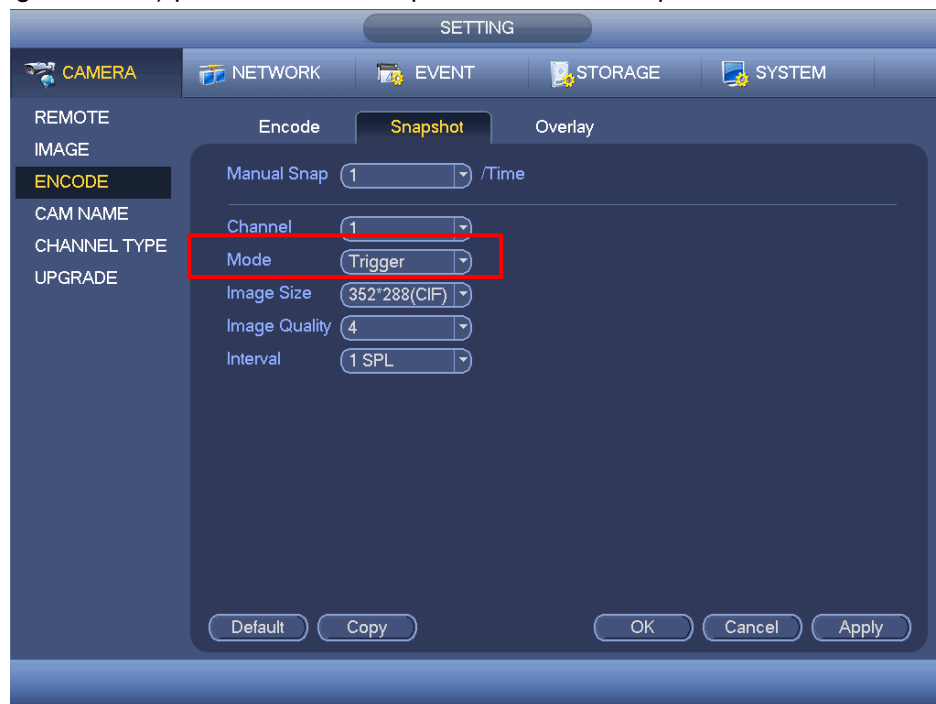 SETTING
CAMERA NETWORK EVENT STORAGE SYSTEM
REMOTE
IMAGE
ENCODE
CAM NAME
CHANNEL TYPE
UPGRADE
Encode Snapshot Overlay
Manual Snap 1 /Time
Channel 1
Mode Trigger
Image Size 352*288(CIF)
Image Quality 4
Interval 1 SPL
Default Copy OK Cancel Apply